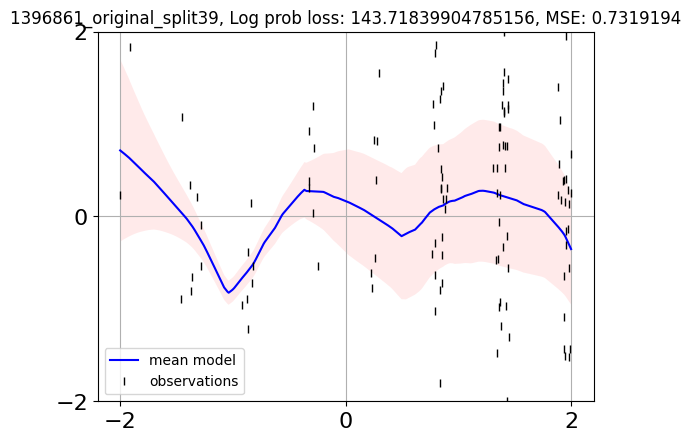 1396861_original_split39, Log prob loss: 143.71839904785156, MSE: 0.7319194
2
0
−2
−2
0
2
mean model
observations